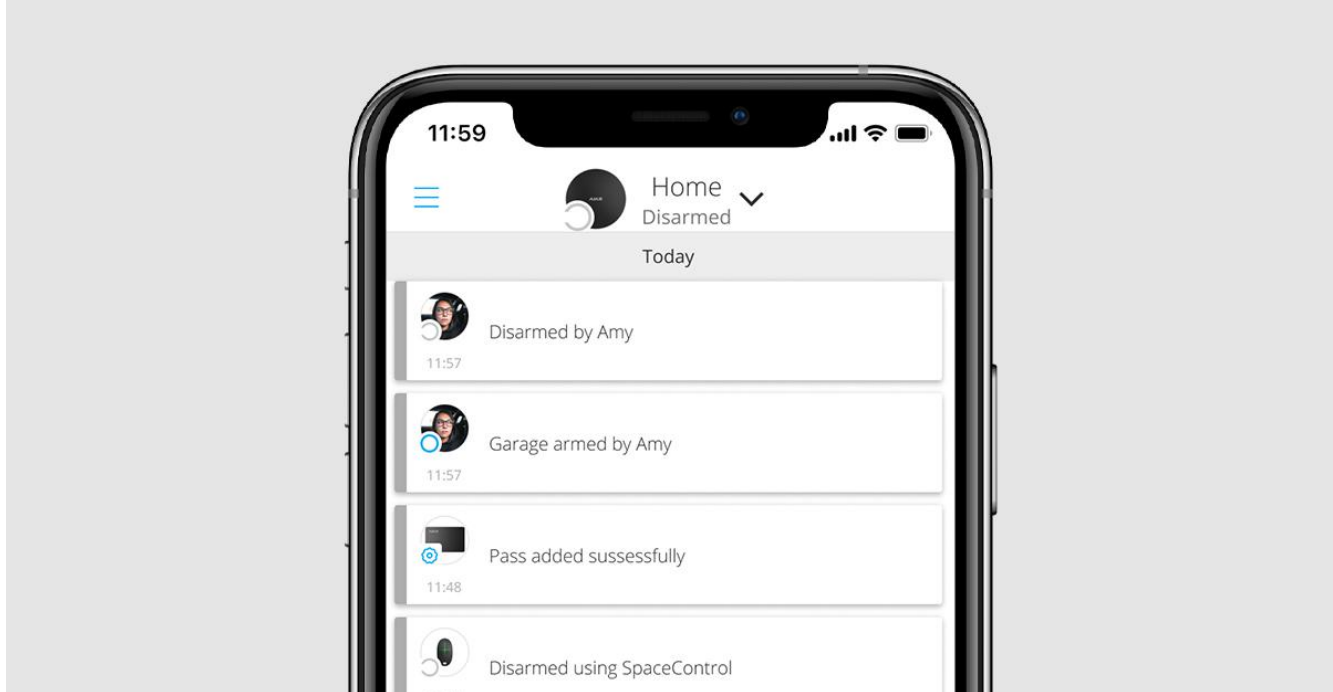 11:59
Home
Disarmed
Today
Disarmed by Amy
11:57
Garage armed by Amy
11:57
Pass added sussessfully
11:48
Disarmed using SpaceControl